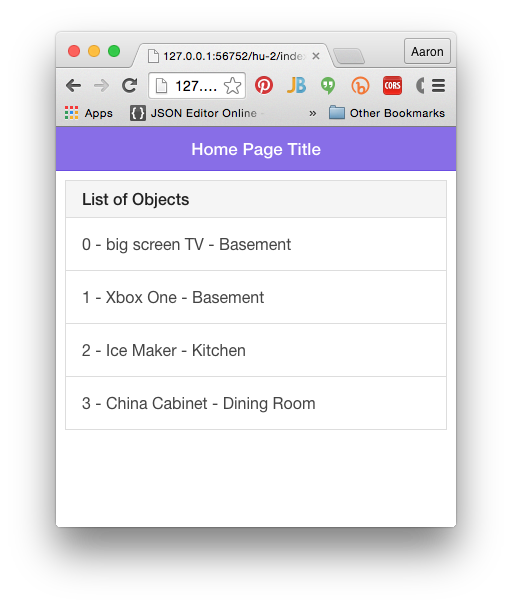 127.0.0.1:56752/hu-2/index
Aaron
127....
CORS
Apps
JSON Editor Online
»
Other Bookmarks
Home Page Title
List of Objects
0 - big screen TV - Basement
1 - Xbox One - Basement
2 - Ice Maker - Kitchen
3 - China Cabinet - Dining Room